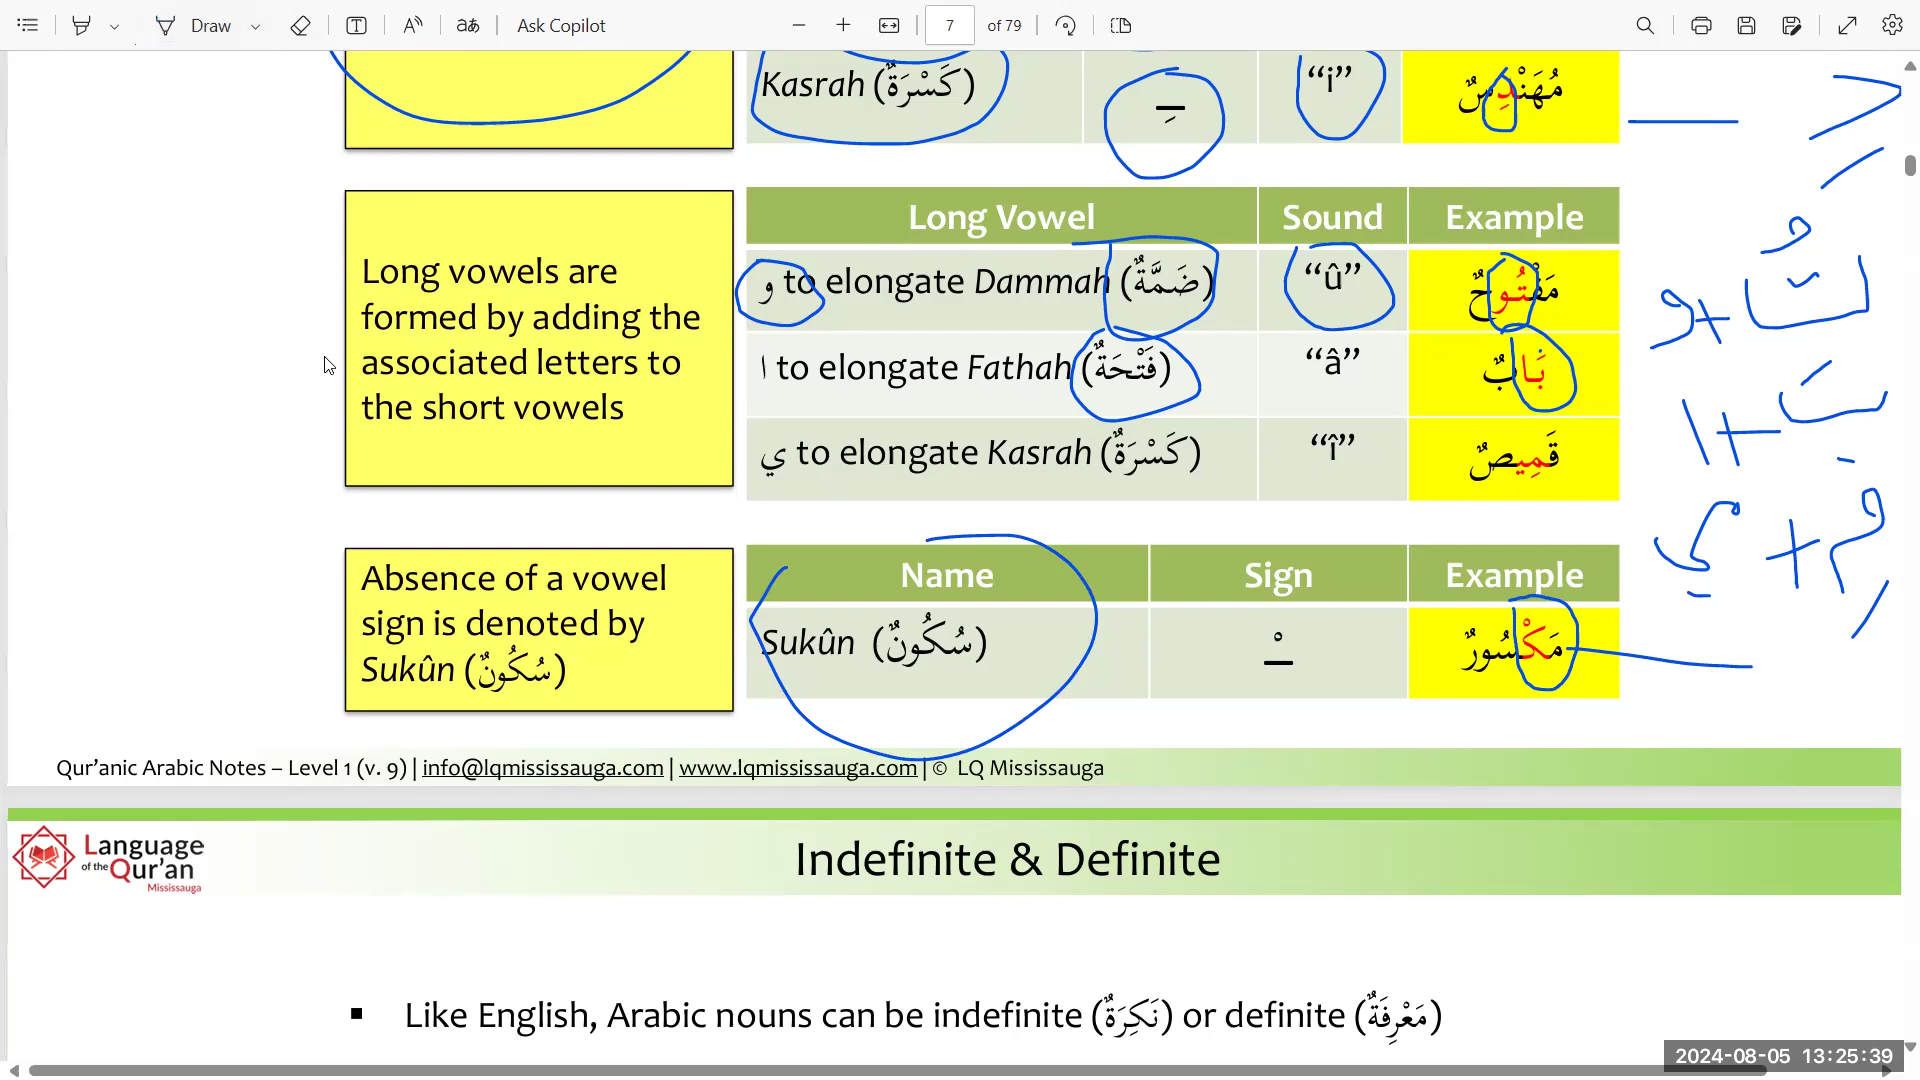 Draw
Ask Copilot
7 of 79
Kasrah (كَسْرَةٌ) ـِ “i” مُهَنْدِسٌ
Long vowels are
formed by adding the
associated letters to
the short vowels
Long Vowel Sound Example
و to elongate Dammah (ضَمَّةٌ) “û” مَفْتُوحٌ
ا to elongate Fathah (فَتْحَةٌ) “â” بَابٌ
ي to elongate Kasrah (كَسْرَةٌ) “î” قَمِيصٌ
Absence of a vowel
sign is denoted by
Sukûn (سُكُونٌ)
Name Sign Example
Sukûn (سُكُونٌ) ـْ مَكْسُورٌ
Qur’anic Arabic Notes – Level 1 (v. 9) | info@lqmississauga.com | www.lqmississauga.com | © LQ Mississauga
Language
of the Qur’an
Mississauga
Indefinite & Definite
▪ Like English, Arabic nouns can be indefinite (نَكِرَةٌ) or definite (مَعْرِفَةٌ)
2024-08-05 13:25:39